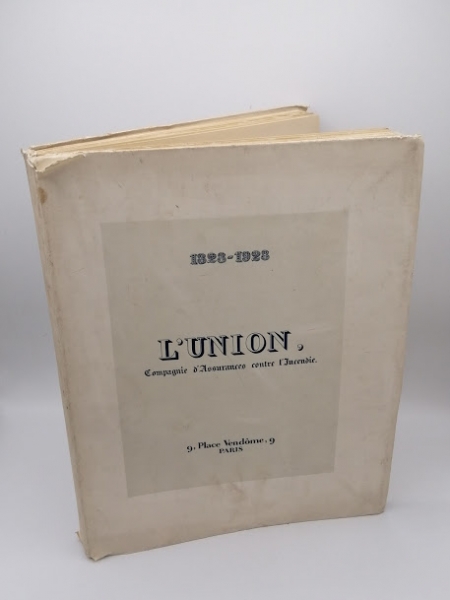 1828-1928
L'UNION,
Compagnie d'Assurances contre l'Incendie.
9, Place Vendôme, 9
PARIS